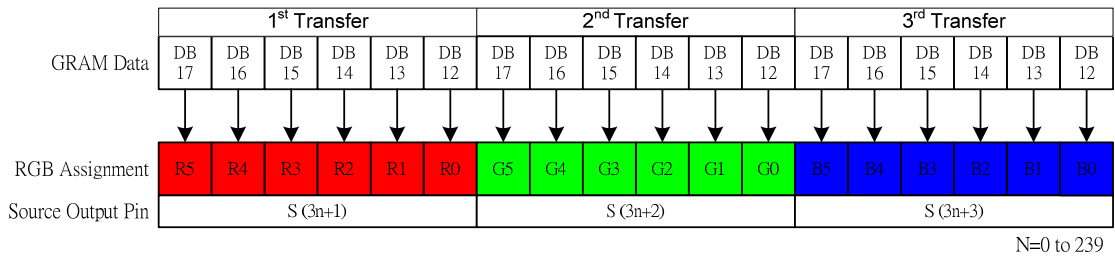 1st Transfer 2nd Transfer 3rd Transfer
GRAM Data DB 17 DB 16 DB 15 DB 14 DB 13 DB 12 DB 17 DB 16 DB 15 DB 14 DB 13 DB 12 DB 17 DB 16 DB 15 DB 14 DB 13 DB 12
RGB Assignment R5 R4 R3 R2 R1 R0 G5 G4 G3 G2 G1 G0 B5 B4 B3 B2 B1 B0
Source Output Pin S (3n+1) S (3n+2) S (3n+3)
N=0 to 239